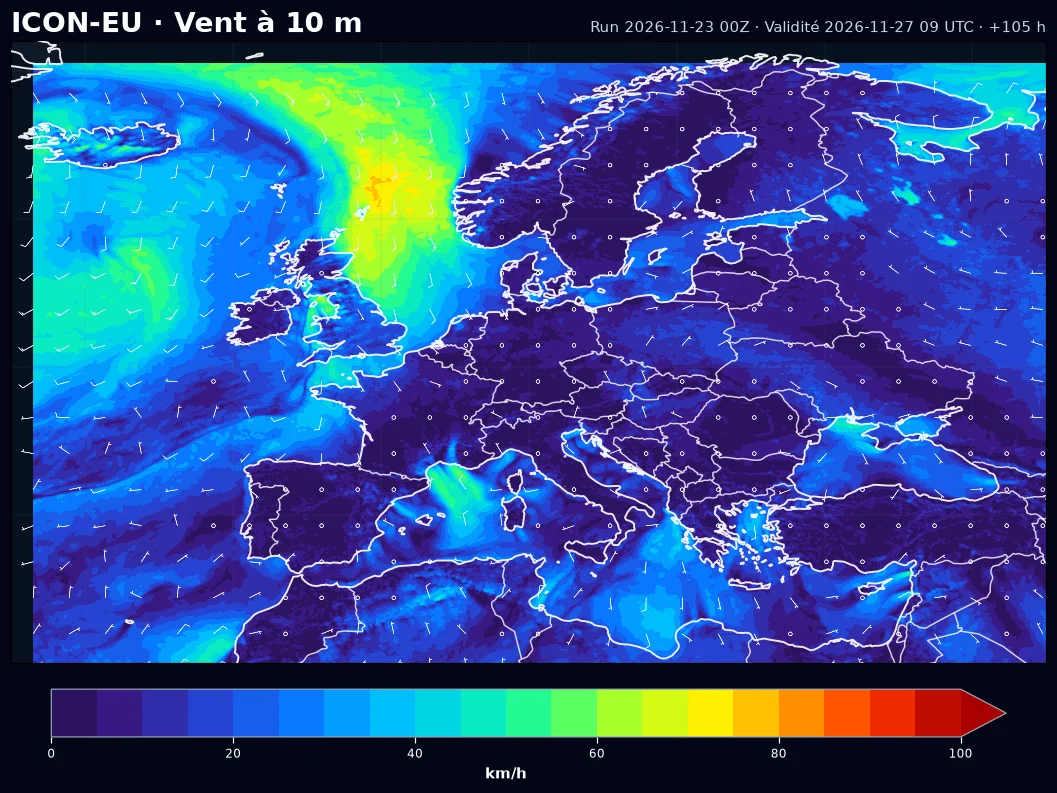 ICON-EU · Vent à 10 m
Run 2026-11-23 00Z · Validité 2026-11-27 09 UTC · +105 h
0 20 40 60 80 100
km/h